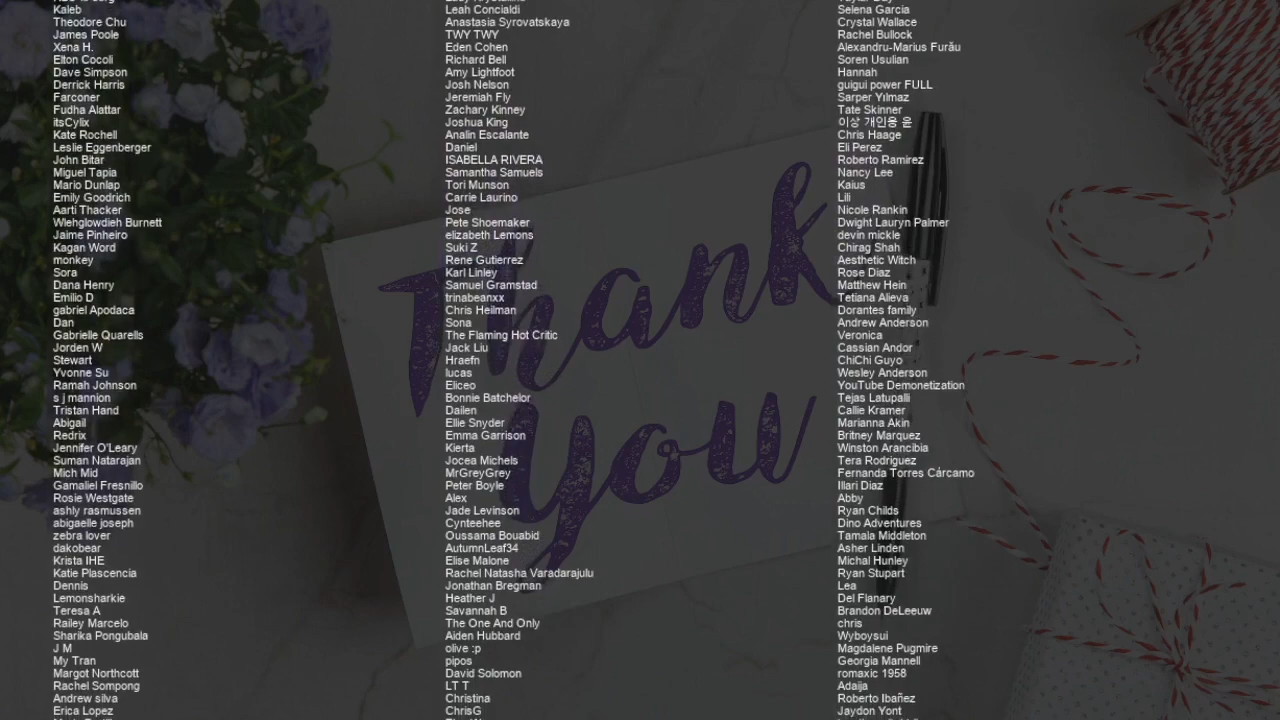 Kaleb
Theodore Chu
James Poole
Xena H.
Elton Cocoli
Dave Simpson
Derrick Harris
Farconer
Fudha Alattar
itsCylix
Kate Rochell
Leslie Eggenberger
John Bitar
Miguel Tapia
Mario Dunlap
Emily Goodrich
Aarti Thacker
Wlehglowdieh Burnett
Jaime Pinheiro
Kagan Word
monkey
Sora
Dana Henry
Emilio D
gabriel Apodaca
Dan
Gabrielle Quarells
Jorden W
Stewart
Yvonne Su
Ramah Johnson
s j mannion
Tristan Hand
Abigail
Redrix
Jennifer O'Leary
Suman Natarajan
Mich Mid
Gamaliel Fresnillo
Rosie Westgate
ashly rasmussen
abigaelle joseph
zebra lover
dakobear
Krista IHE
Katie Plascencia
Dennis
Lemonsharkie
Teresa A
Railey Marcelo
Sharika Pongubala
J M
My Tran
Margot Northcott
Rachel Sompong
Andrew silva
Erica Lopez
Leah Concialdi
Anastasia Syrovatskaya
TWY TWY
Eden Cohen
Richard Bell
Amy Lightfoot
Josh Nelson
Jeremiah Fly
Zachary Kinney
Joshua King
Analin Escalante
Daniel
ISABELLA RIVERA
Samantha Samuels
Tori Munson
Carrie Laurino
Jose
Pete Shoemaker
elizabeth Lemons
Suki Z
Rene Gutierrez
Karl Linley
Samuel Gramstad
trinabeanxx
Chris Heilman
Sona
The Flaming Hot Critic
Jack Liu
Hraefn
lucas
Eliceo
Bonnie Batchelor
Dailen
Ellie Snyder
Emma Garrison
Kierta
Jocea Michels
MrGreyGrey
Peter Boyle
Alex
Jade Levinson
Cynteehee
Oussama Bouabid
AutumnLeaf34
Elise Malone
Rachel Natasha Varadarajulu
Jonathan Bregman
Heather J
Savannah B
The One And Only
Aiden Hubbard
olive :p
pipos
David Solomon
LT T
Christina
ChrisG
Selena Garcia
Crystal Wallace
Rachel Bullock
Alexandru-Marius Furău
Soren Usulian
Hannah
guigui power FULL
Sarper Yılmaz
Tate Skinner
이상 개인용 윤
Chris Haage
Eli Perez
Roberto Ramirez
Nancy Lee
Kaius
Lili
Nicole Rankin
Dwight Lauryn Palmer
devin mickle
Chirag Shah
Aesthetic Witch
Rose Diaz
Matthew Hein
Tetiana Alieva
Dorantes family
Andrew Anderson
Veronica
Cassian Andor
ChiChi Guyo
Wesley Anderson
YouTube Demonetization
Tejas Latupalli
Callie Kramer
Marianna Akin
Britney Marquez
Winston Arancibia
Tera Rodriguez
Fernanda Torres Cárcamo
Illari Diaz
Abby
Ryan Childs
Dino Adventures
Tamala Middleton
Asher Linden
Michal Hunley
Ryan Stupart
Lea
Del Flanary
Brandon DeLeeuw
chris
Wyboysui
Magdalene Pugmire
Georgia Mannell
romaxic 1958
Adaija
Roberto Ibañez
Jaydon Yont
Thank
you